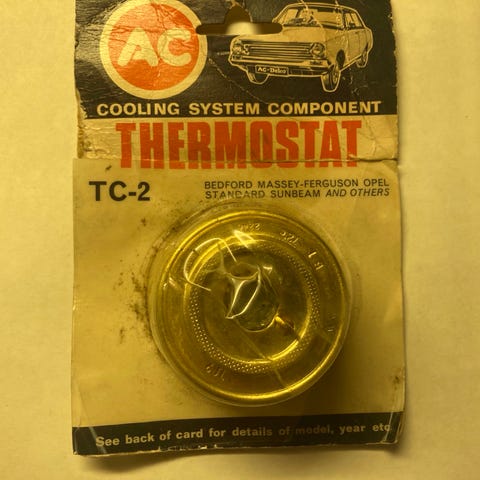 AC
AC-Delco
COOLING SYSTEM COMPONENT
THERMOSTAT
TC-2
BEDFORD MASSEY-FERGUSON OPEL
STANDARD SUNBEAM AND OTHERS
See back of card for details of model, year etc